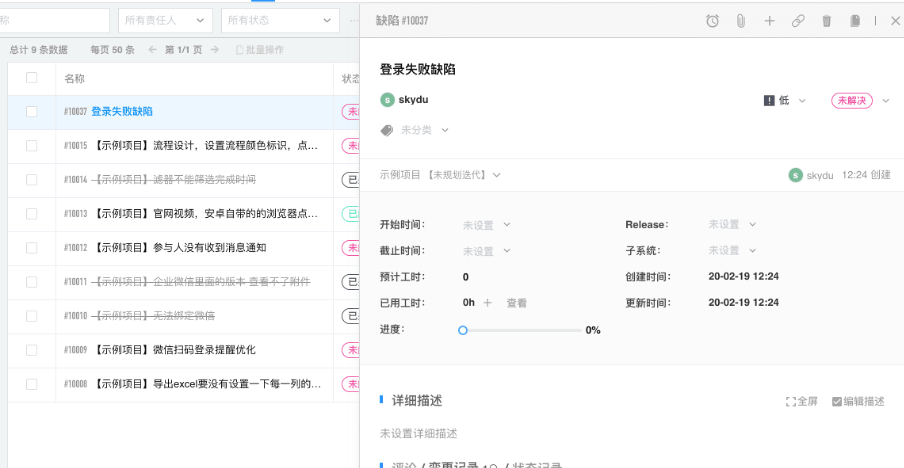 称
所有责任人
所有状态
总计 9 条数据 每页 50 条 第 1/1 页 批量操作
名称
状态
#10037 登录失败缺陷
#10015 【示例项目】流程设计，设置流程颜色标识，点...
#10014 【示例项目】滤器不能筛选完成时间
#10013 【示例项目】官网视频，安卓自带的的浏览器点...
#10012 【示例项目】参与人没有收到消息通知
#10011 【示例项目】企业微信里面的版本 查看不了附件
#10010 【示例项目】无法绑定微信
#10009 【示例项目】微信扫码登录提醒优化
#10008 【示例项目】导出excel要没有设置一下每一列的...
缺陷 #10037
登录失败缺陷
s skydu
! 低
未解决
未分类
示例项目 【未规划迭代】
s skydu 12:24 创建
开始时间： 未设置 Release： 未设置
截止时间： 未设置 子系统： 未设置
预计工时： 0 创建时间： 20-02-19 12:24
已用工时： 0h + 查看 更新时间： 20-02-19 12:24
进度： 0%
详细描述
全屏 编辑描述
未设置详细描述
评论 / 变更记录 / 状态记录